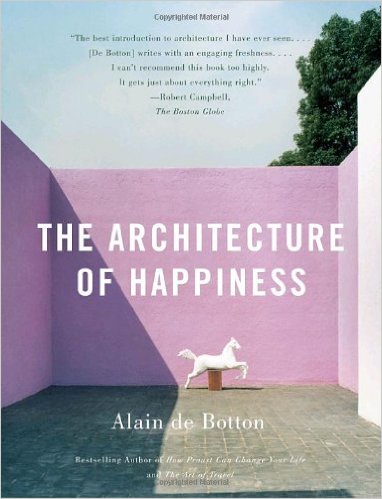 Copyrighted Material
"The best introduction to architecture I have ever seen. . . .
[De Botton] writes with an engaging freshness. . . .
I can't recommend this book too highly.
It gets just about everything right."
—Robert Campbell,
The Boston Globe
THE ARCHITECTURE
OF HAPPINESS
Alain de Botton
Bestselling Author of How Proust Can Change Your Life
and The Art of Travel
Copyrighted Material